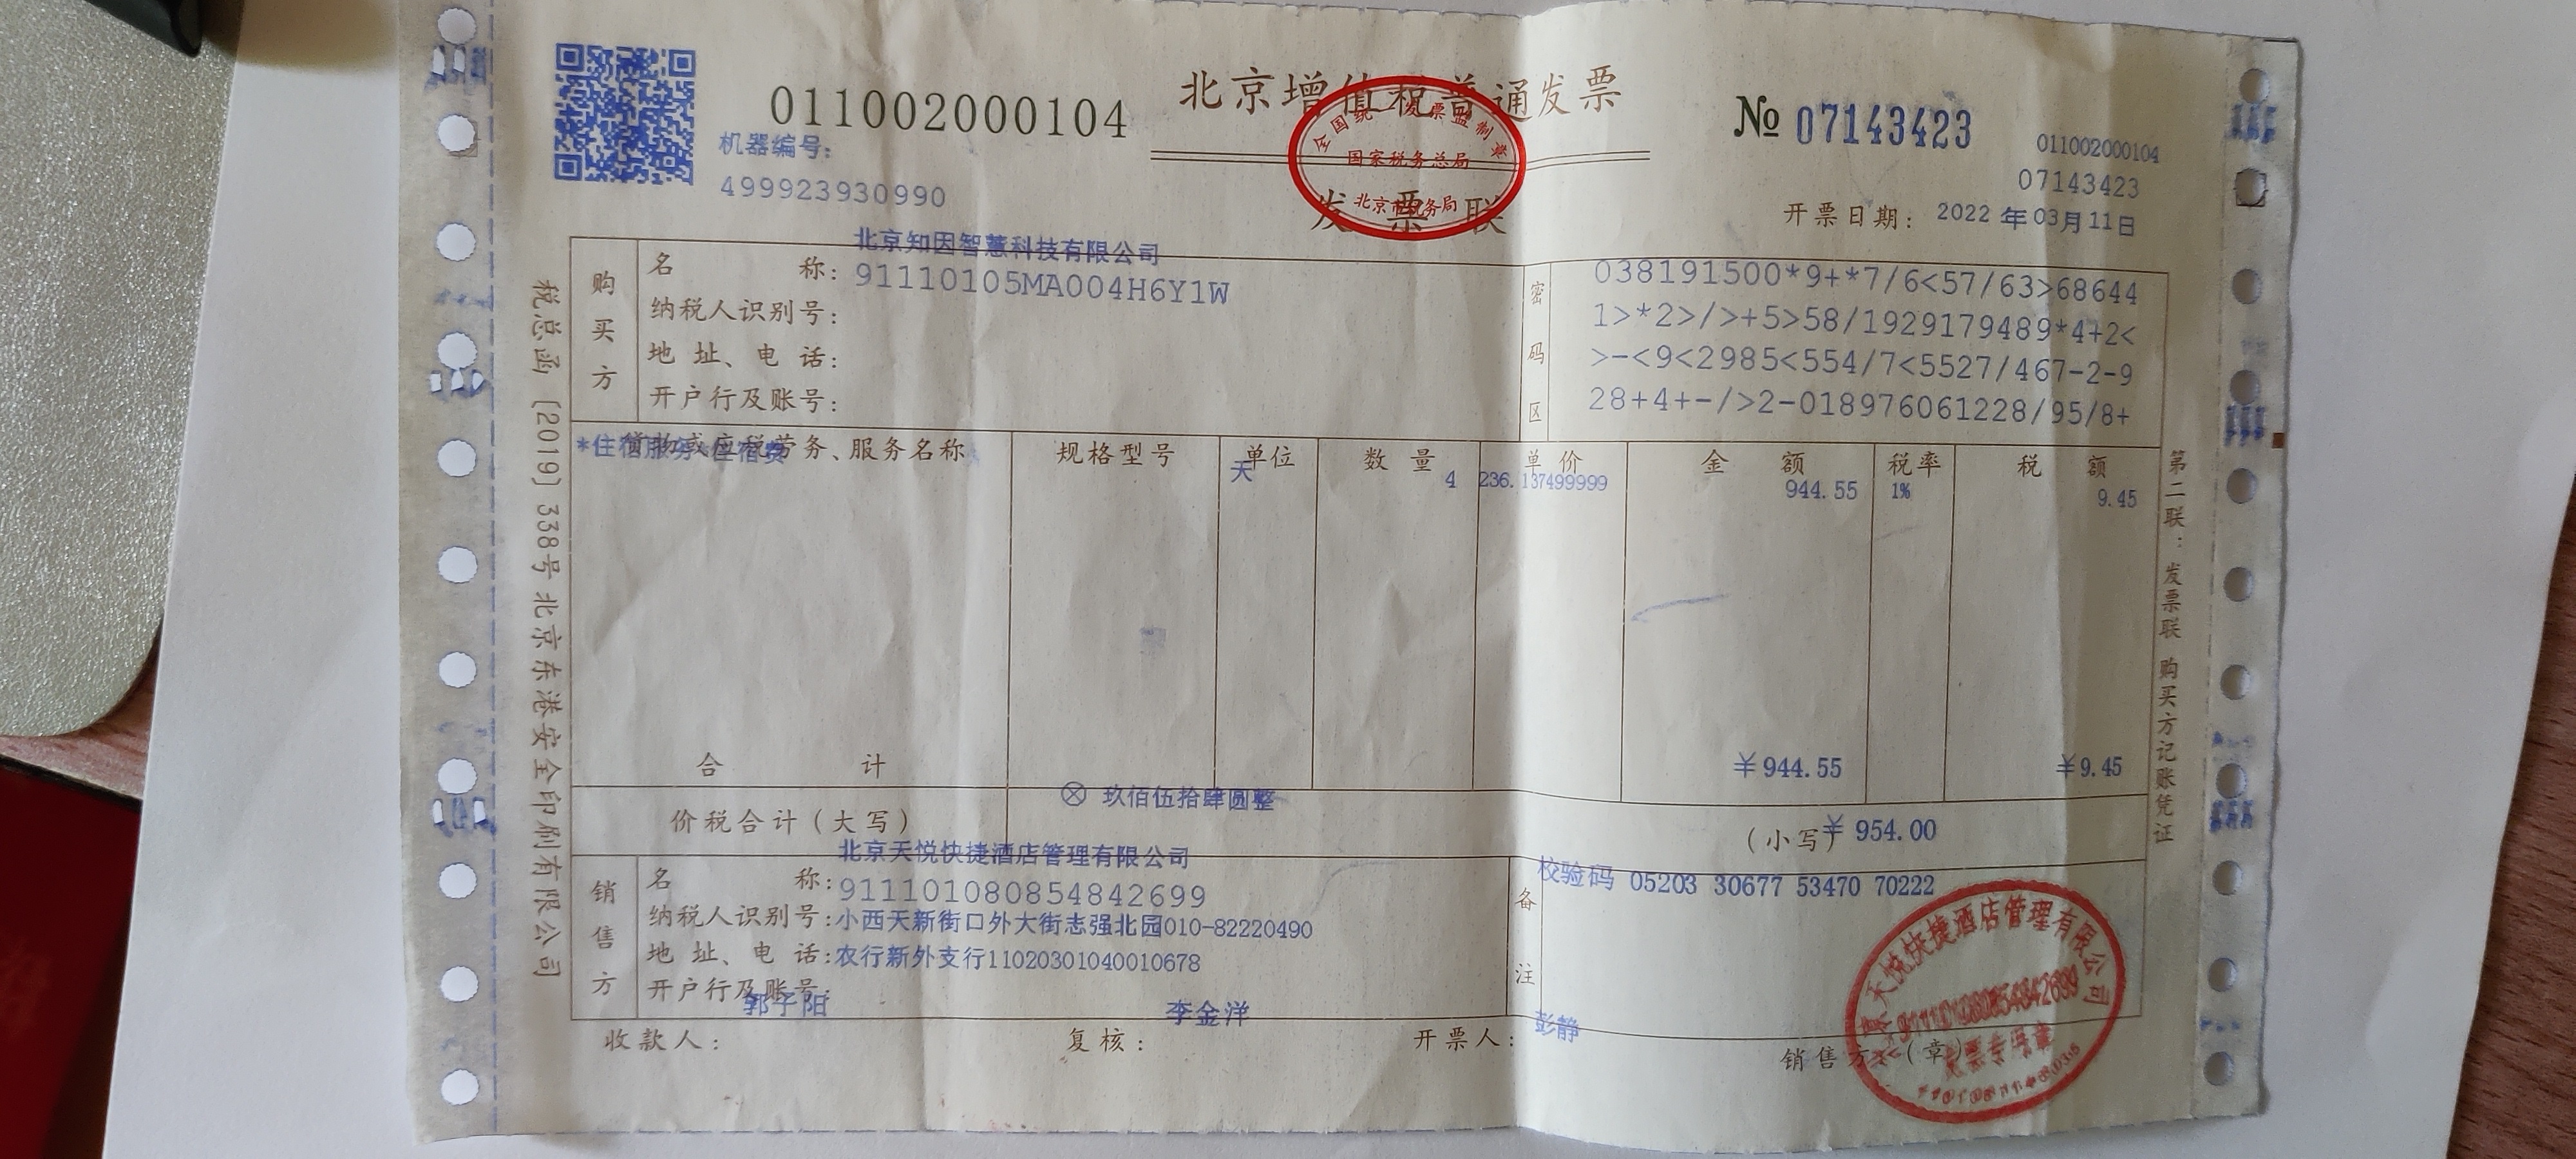 011002000104
北京增值税普通发票
№ 07143423
011002000104
07143423
机器编号:
499923930990
全国统一发票监制章
国家税务总局
北京市税务局
发票联
开票日期: 2022年03月11日
税总函〔2019〕338号北京东港安全印刷有限公司
购买方
名称: 北京知因智慧科技有限公司
纳税人识别号: 91110105MA004H6Y1W
地址、电话:
开户行及账号:
密码区
038191500*9+*7/6<57/63>68644
1>*2>/>+5>58/1929179489*4+2<
>-<9<2985<554/7<5527/467-2-9
28+4+-/>2-018976061228/95/8+
货物或应税劳务、服务名称 规格型号 单位 数量 单价 金额 税率 税额
*住宿服务*住宿费 天 4 236.137499999 944.55 1% 9.45
合计 ¥944.55 ¥9.45
价税合计(大写) ⊗ 玖佰伍拾肆圆整 (小写) ¥954.00
销售方
名称: 北京天悦快捷酒店管理有限公司
纳税人识别号: 911101080854842699
地址、电话: 小西天新街口外大街志强北园010-82220490
开户行及账号: 农行新外支行11020301040010678
备注
校验码 05203 30677 53470 70222
收款人: 郭子阳 复核: 李金洋 开票人: 彭静 销售方:(章)
北京天悦快捷酒店管理有限公司
911101080854842699
发票专用章
第二联:发票联 购买方记账凭证